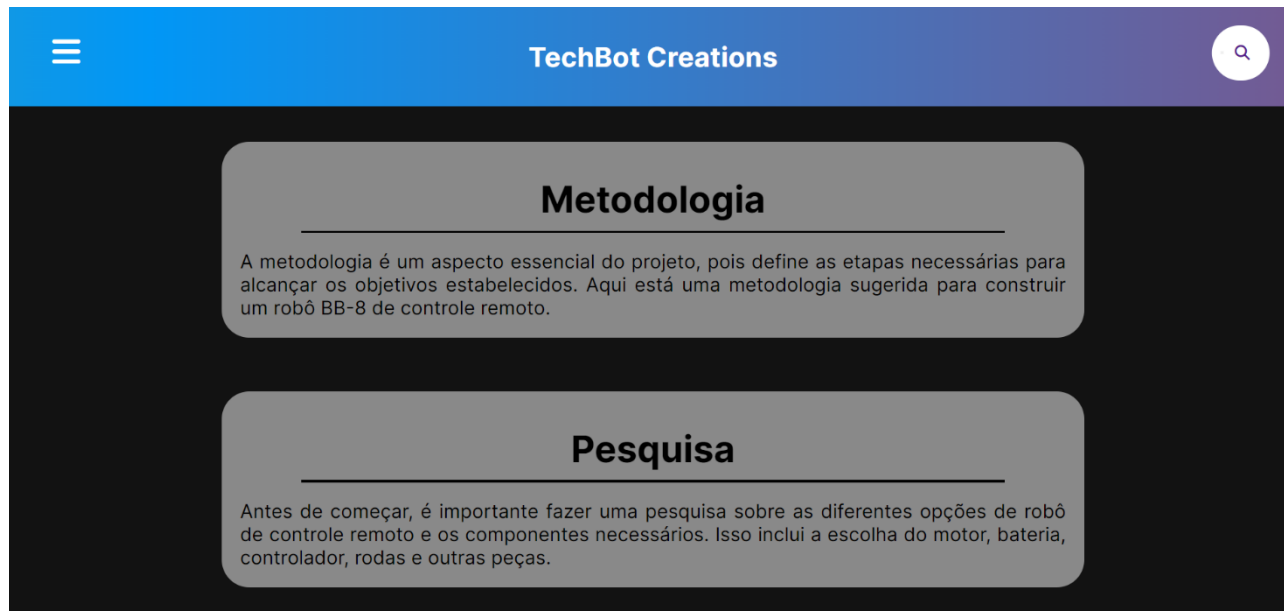 TechBot Creations
Metodologia
A metodologia é um aspecto essencial do projeto, pois define as etapas necessárias para
alcançar os objetivos estabelecidos. Aqui está uma metodologia sugerida para construir
um robô BB-8 de controle remoto.
Pesquisa
Antes de começar, é importante fazer uma pesquisa sobre as diferentes opções de robô
de controle remoto e os componentes necessários. Isso inclui a escolha do motor, bateria,
controlador, rodas e outras peças.